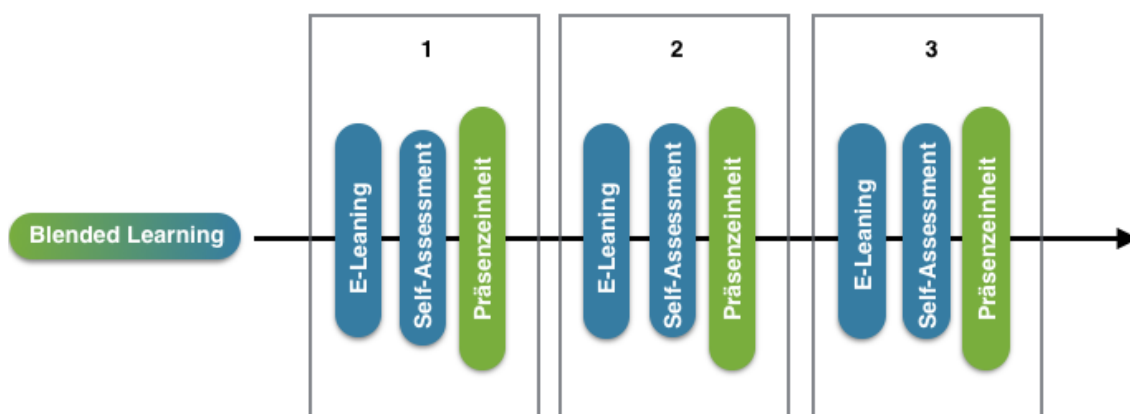 1
2
3
Blended Learning
E-Leaning
Self-Assessment
Präsenzeinheit
E-Leaning
Self-Assessment
Präsenzeinheit
E-Leaning
Self-Assessment
Präsenzeinheit